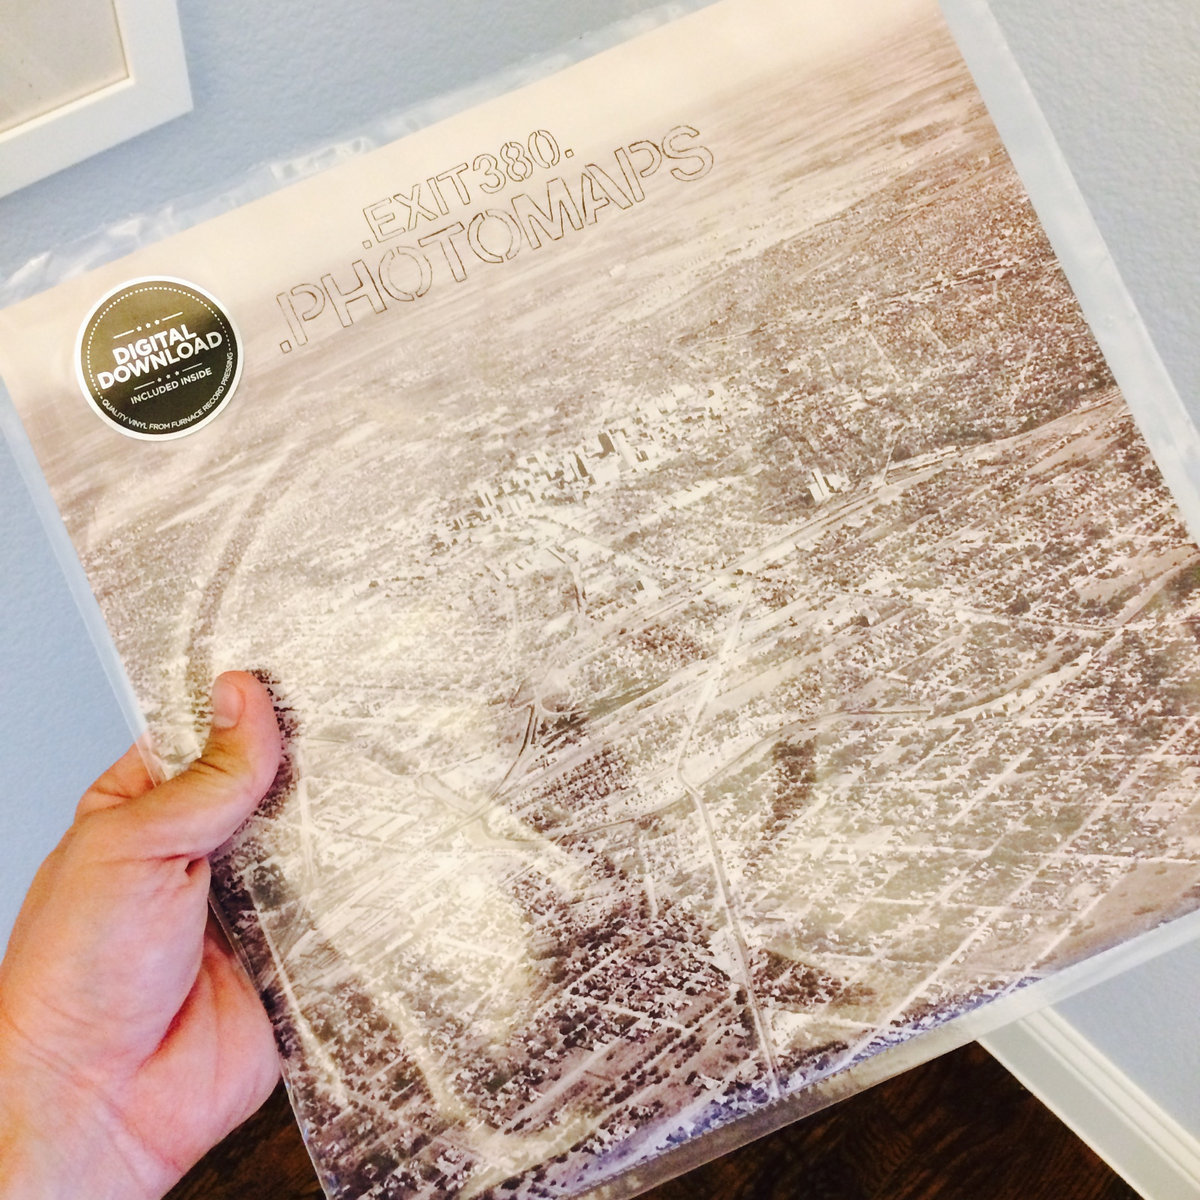 .EXIT380.
.PHOTOMAPS
DIGITAL
DOWNLOAD
INCLUDED INSIDE
QUALITY VINYL FROM FURNACE RECORD PRESSING